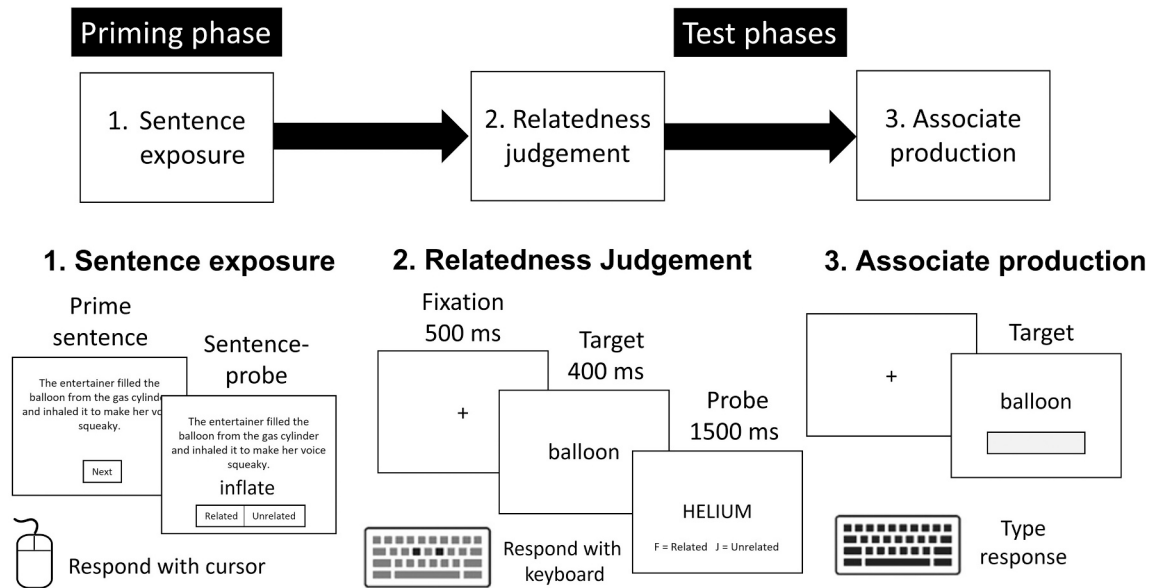 Priming phase
Test phases
1. Sentence
exposure
2. Relatedness
judgement
3. Associate
production
1. Sentence exposure
2. Relatedness Judgement
3. Associate production
Prime
sentence
The entertainer filled the
balloon from the gas cylinder
and inhaled it to make her voice
squeaky.
Next
Sentence-
probe
The entertainer filled the
balloon from the gas cylinder
and inhaled it to make her voice
squeaky.
inflate
Related Unrelated
Respond with cursor
Fixation
500 ms
+
Target
400 ms
balloon
Probe
1500 ms
HELIUM
F = Related J = Unrelated
Respond with
keyboard
+
Target
balloon
Type
response